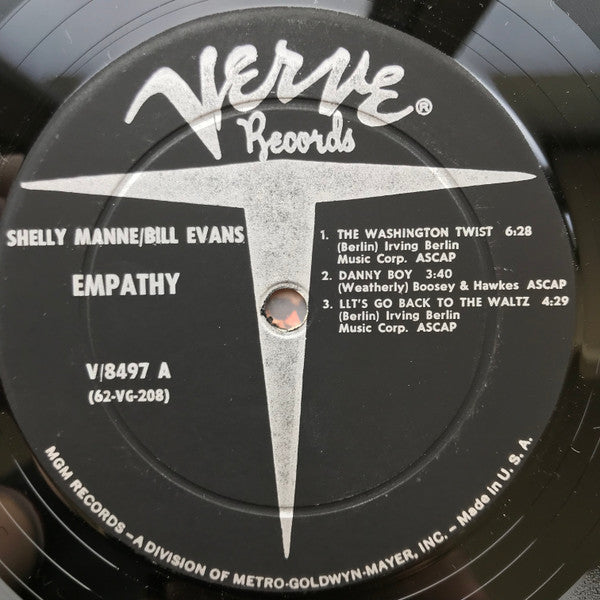 VERVE®
Records
SHELLY MANNE/BILL EVANS
EMPATHY
V/8497 A
(62-VG-208)
1. THE WASHINGTON TWIST 6:28
(Berlin) Irving Berlin
Music Corp. ASCAP
2. DANNY BOY 3:40
(Weatherly) Boosey & Hawkes ASCAP
3. LLT'S GO BACK TO THE WALTZ 4:29
(Berlin) Irving Berlin
Music Corp. ASCAP
MGM RECORDS – A DIVISION OF METRO-GOLDWYN-MAYER, INC. – Made in U. S. A.